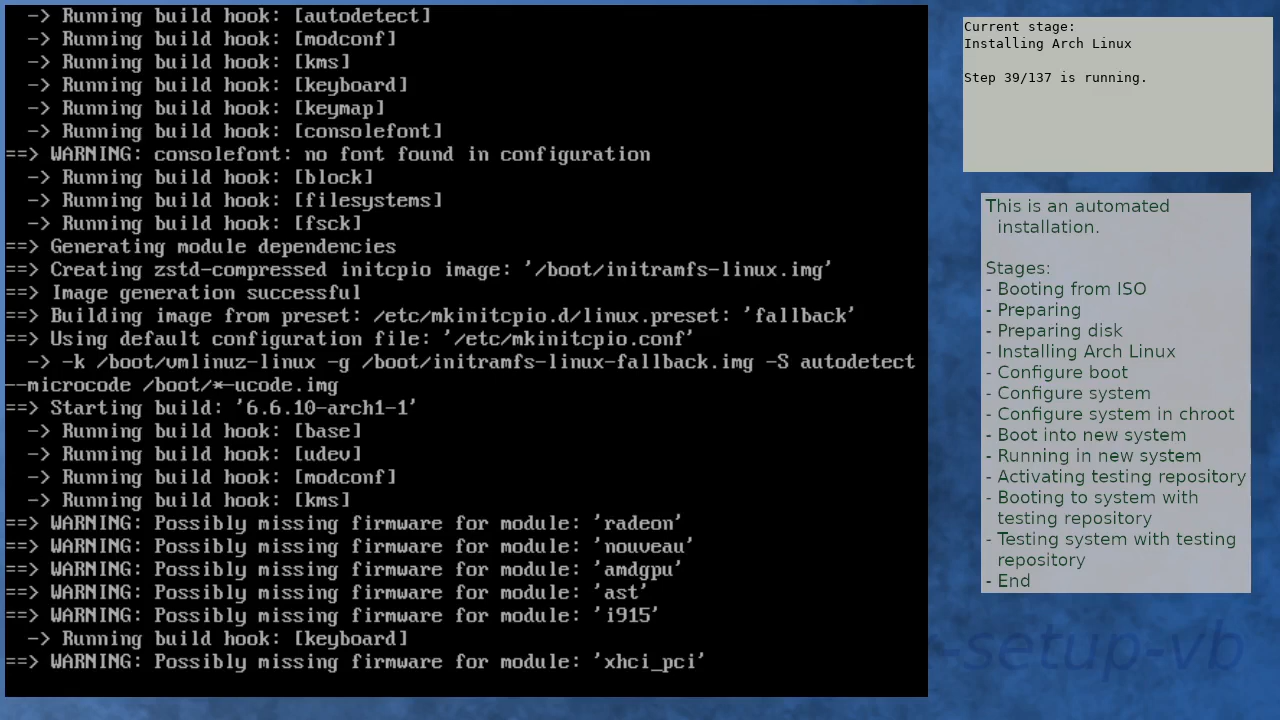 -> Running build hook: [autodetect]
-> Running build hook: [modconf]
-> Running build hook: [kms]
-> Running build hook: [keyboard]
-> Running build hook: [keymap]
-> Running build hook: [consolefont]
==> WARNING: consolefont: no font found in configuration
-> Running build hook: [block]
-> Running build hook: [filesystems]
-> Running build hook: [fsck]
==> Generating module dependencies
==> Creating zstd-compressed initcpio image: '/boot/initramfs-linux.img'
==> Image generation successful
==> Building image from preset: /etc/mkinitcpio.d/linux.preset: 'fallback'
==> Using default configuration file: '/etc/mkinitcpio.conf'
-> -k /boot/vmlinuz-linux -g /boot/initramfs-linux-fallback.img -S autodetect
--microcode /boot/*-ucode.img
==> Starting build: '6.6.10-arch1-1'
-> Running build hook: [base]
-> Running build hook: [udev]
-> Running build hook: [modconf]
-> Running build hook: [kms]
==> WARNING: Possibly missing firmware for module: 'radeon'
==> WARNING: Possibly missing firmware for module: 'nouveau'
==> WARNING: Possibly missing firmware for module: 'amdgpu'
==> WARNING: Possibly missing firmware for module: 'ast'
==> WARNING: Possibly missing firmware for module: 'i915'
-> Running build hook: [keyboard]
==> WARNING: Possibly missing firmware for module: 'xhci_pci'
Current stage:
Installing Arch Linux
Step 39/137 is running.
This is an automated
installation.
Stages:
- Booting from ISO
- Preparing
- Preparing disk
- Installing Arch Linux
- Configure boot
- Configure system
- Configure system in chroot
- Boot into new system
- Running in new system
- Activating testing repository
- Booting to system with
testing repository
- Testing system with testing
repository
- End
-setup-vb